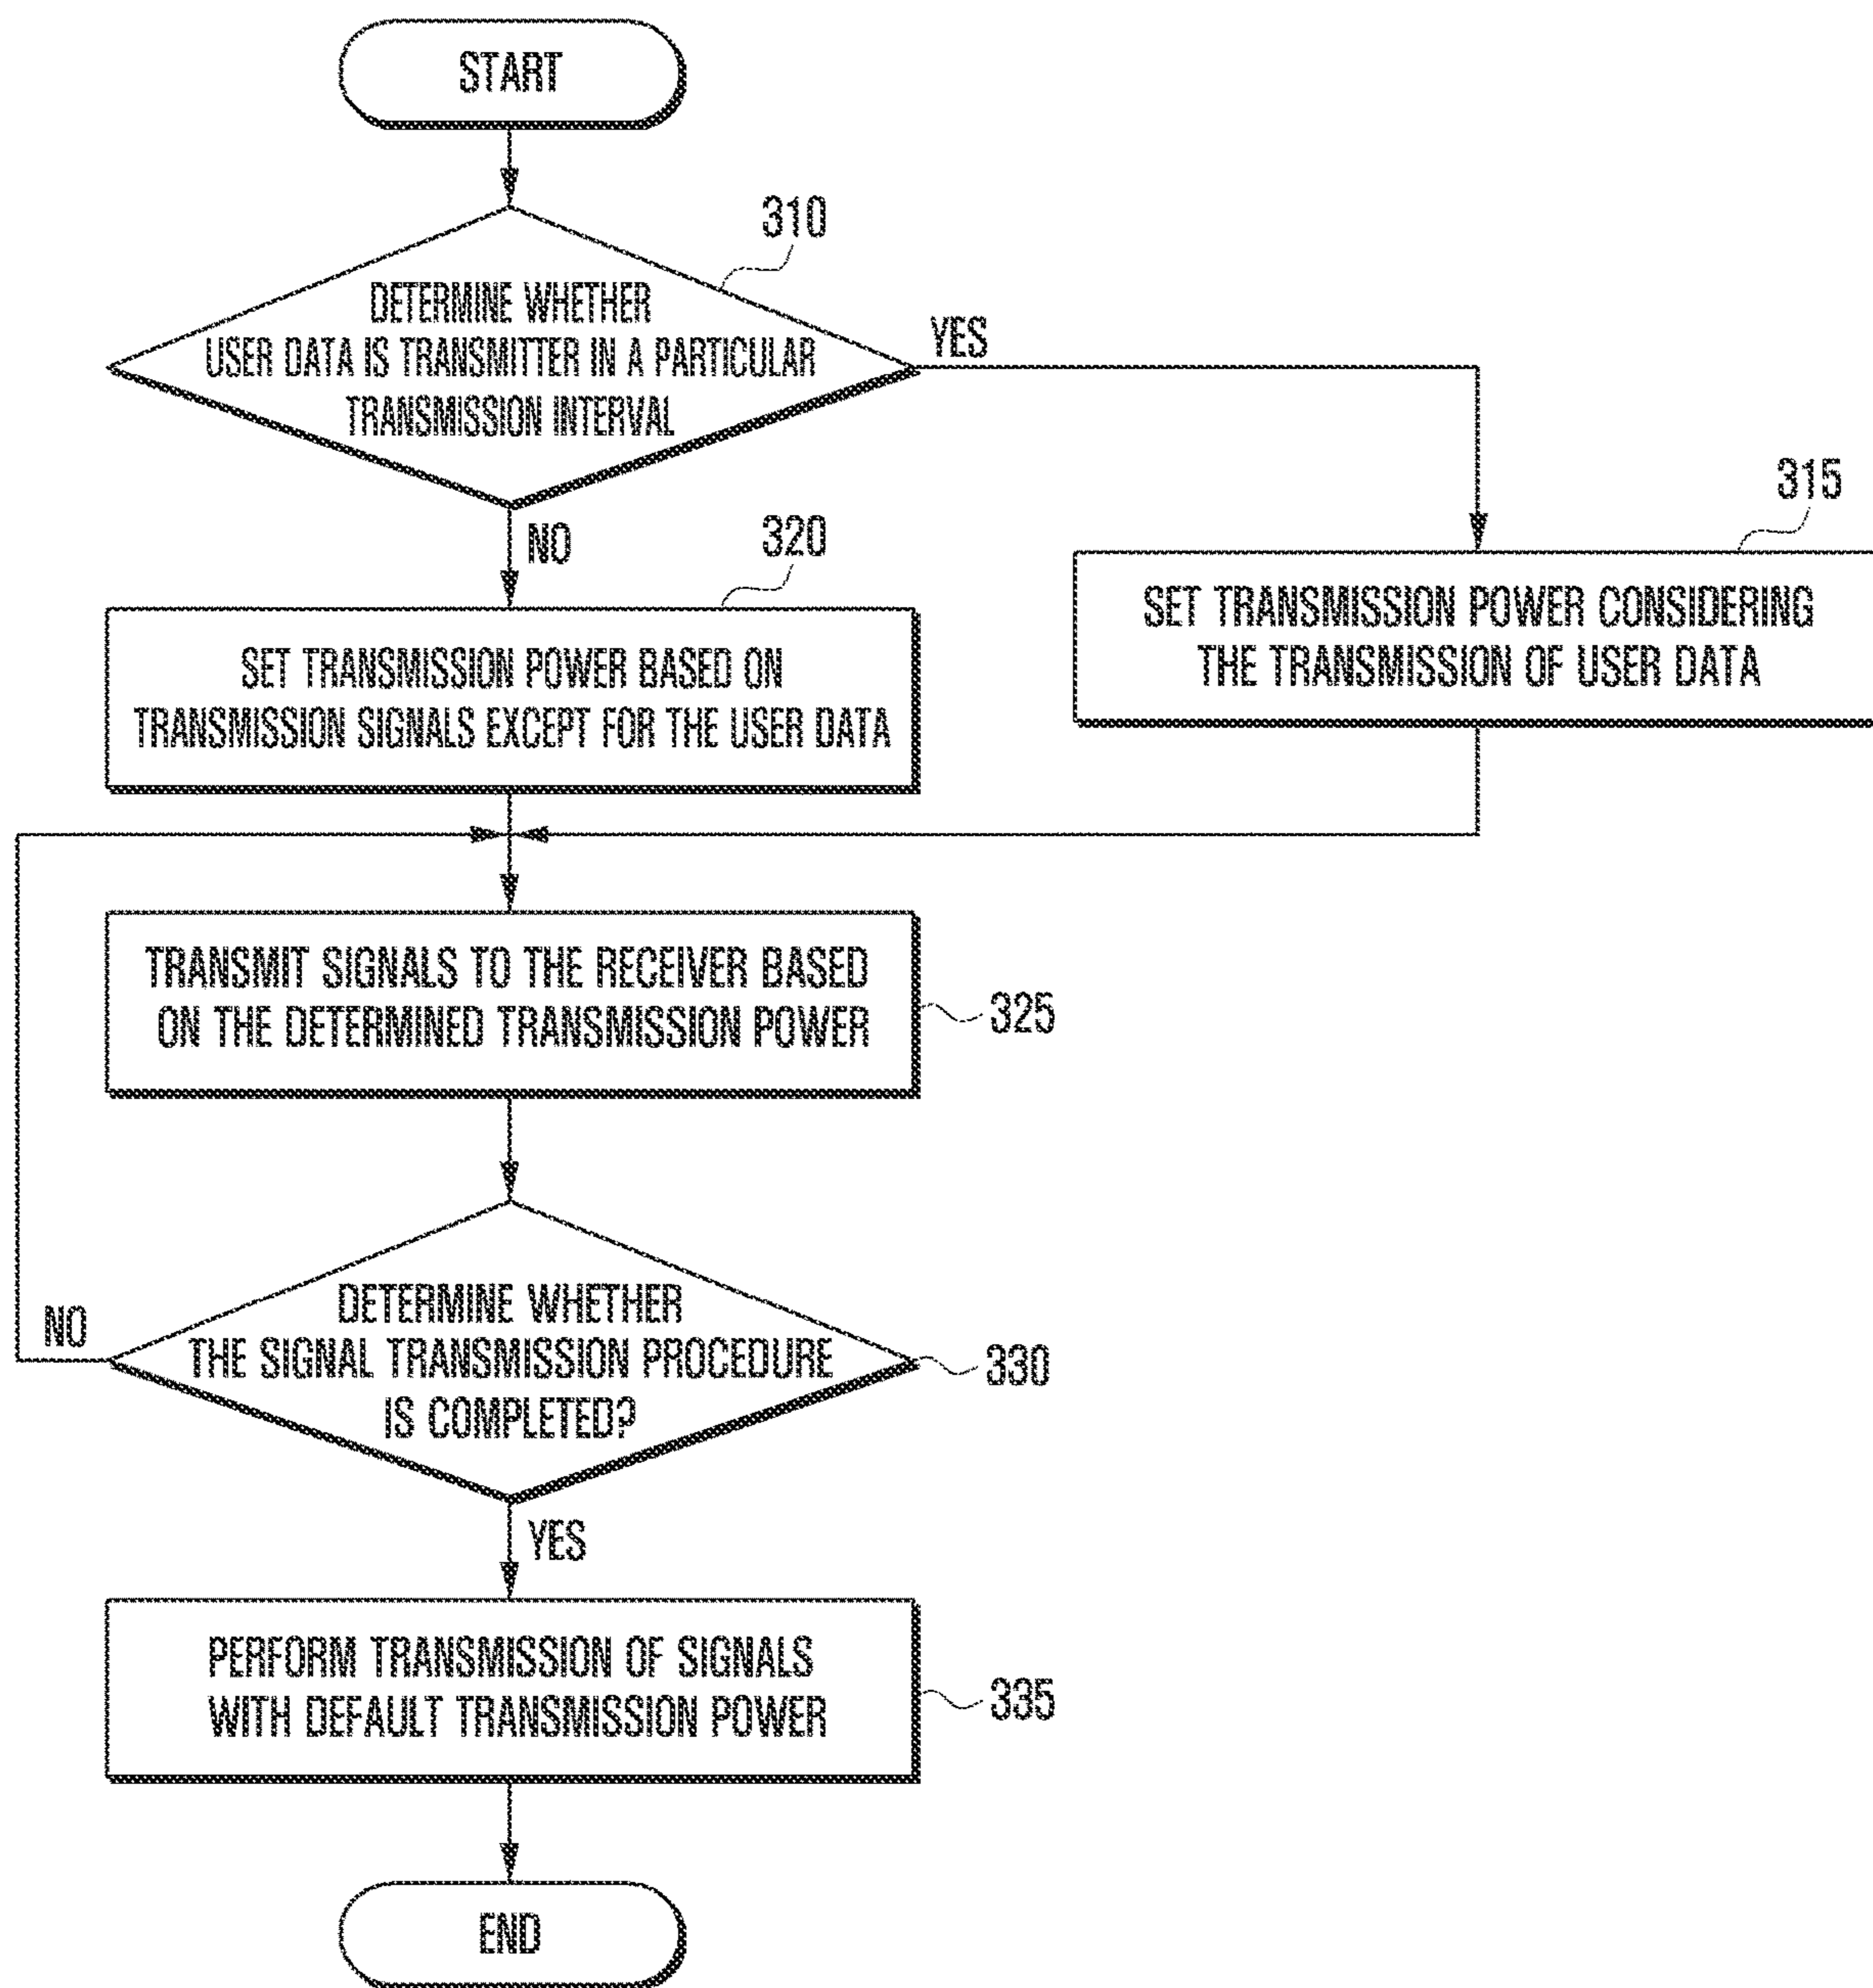 START
310
DETERMINE WHETHER
USER DATA IS TRANSMITTER IN A PARTICULAR
TRANSMISSION INTERVAL
YES
NO
315
SET TRANSMISSION POWER CONSIDERING
THE TRANSMISSION OF USER DATA
320
SET TRANSMISSION POWER BASED ON
TRANSMISSION SIGNALS EXCEPT FOR THE USER DATA
TRANSMIT SIGNALS TO THE RECEIVER BASED
ON THE DETERMINED TRANSMISSION POWER
325
DETERMINE WHETHER
THE SIGNAL TRANSMISSION PROCEDURE
IS COMPLETED?
330
NO
YES
PERFORM TRANSMISSION OF SIGNALS
WITH DEFAULT TRANSMISSION POWER
335
END